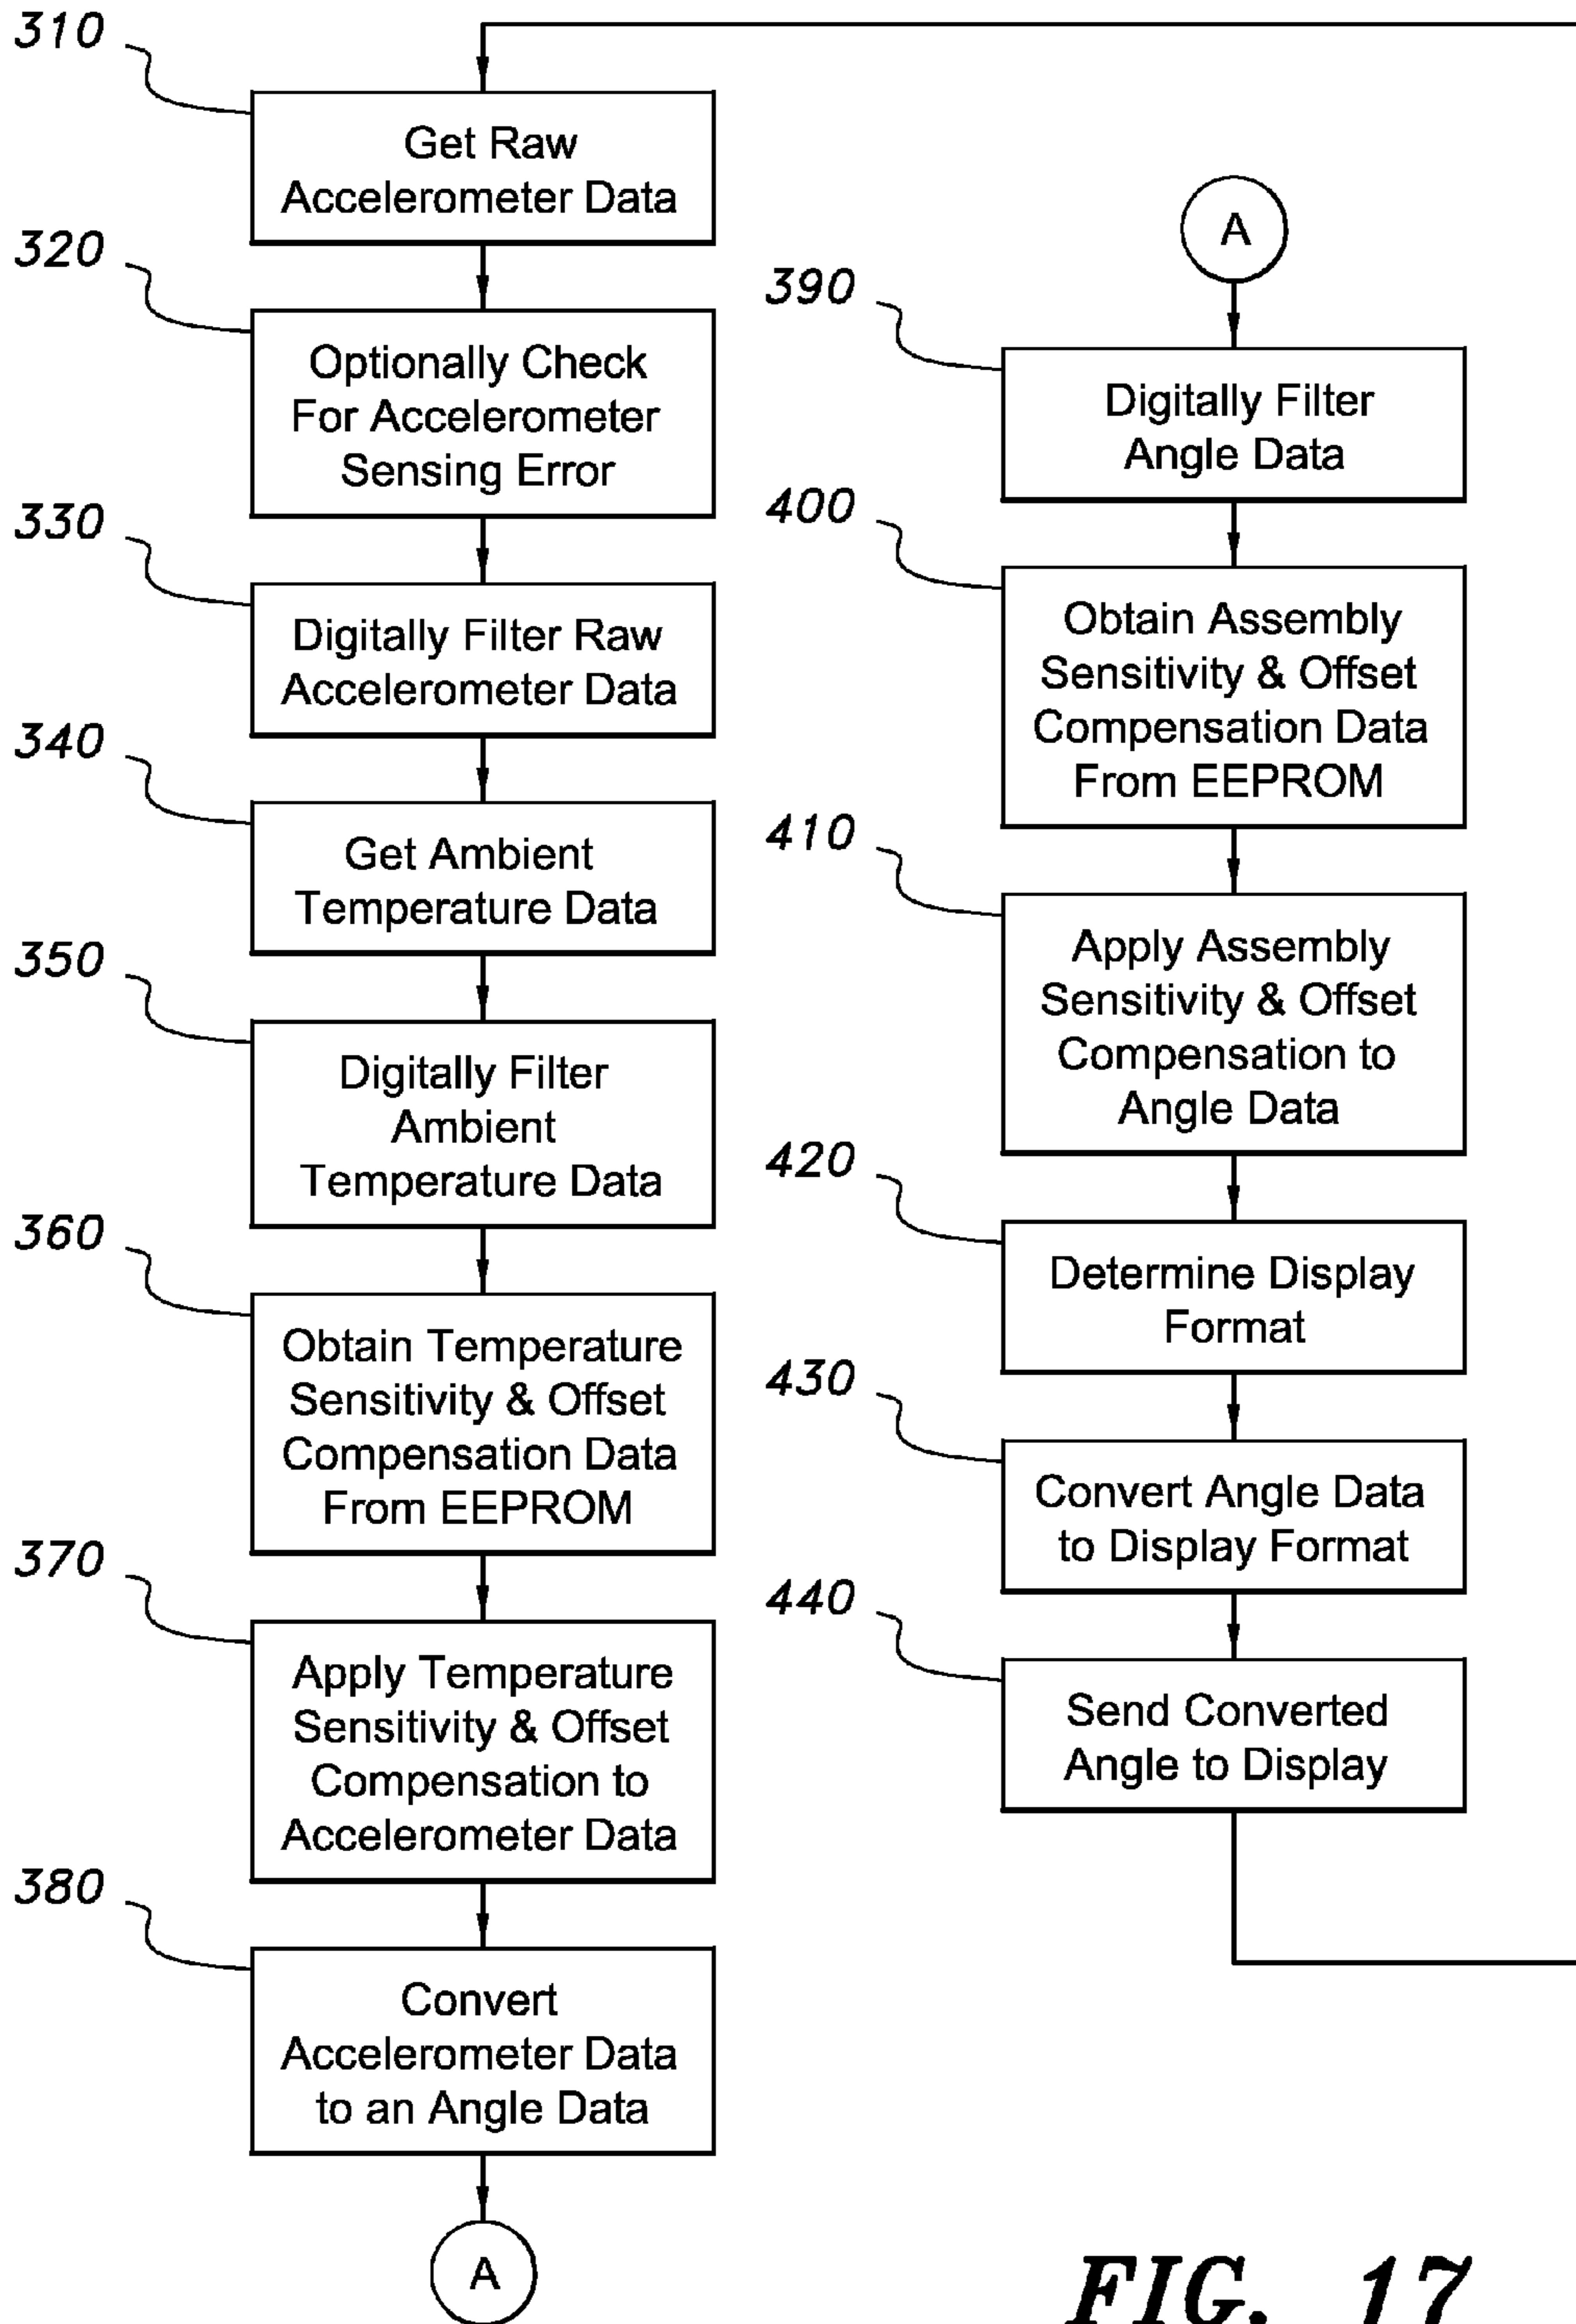 310
Get Raw
Accelerometer Data
320
Optionally Check
For Accelerometer
Sensing Error
330
Digitally Filter Raw
Accelerometer Data
340
Get Ambient
Temperature Data
350
Digitally Filter
Ambient
Temperature Data
360
Obtain Temperature
Sensitivity & Offset
Compensation Data
From EEPROM
370
Apply Temperature
Sensitivity & Offset
Compensation to
Accelerometer Data
380
Convert
Accelerometer Data
to an Angle Data
A
A
390
Digitally Filter
Angle Data
400
Obtain Assembly
Sensitivity & Offset
Compensation Data
From EEPROM
410
Apply Assembly
Sensitivity & Offset
Compensation to
Angle Data
420
Determine Display
Format
430
Convert Angle Data
to Display Format
440
Send Converted
Angle to Display
FIG. 17